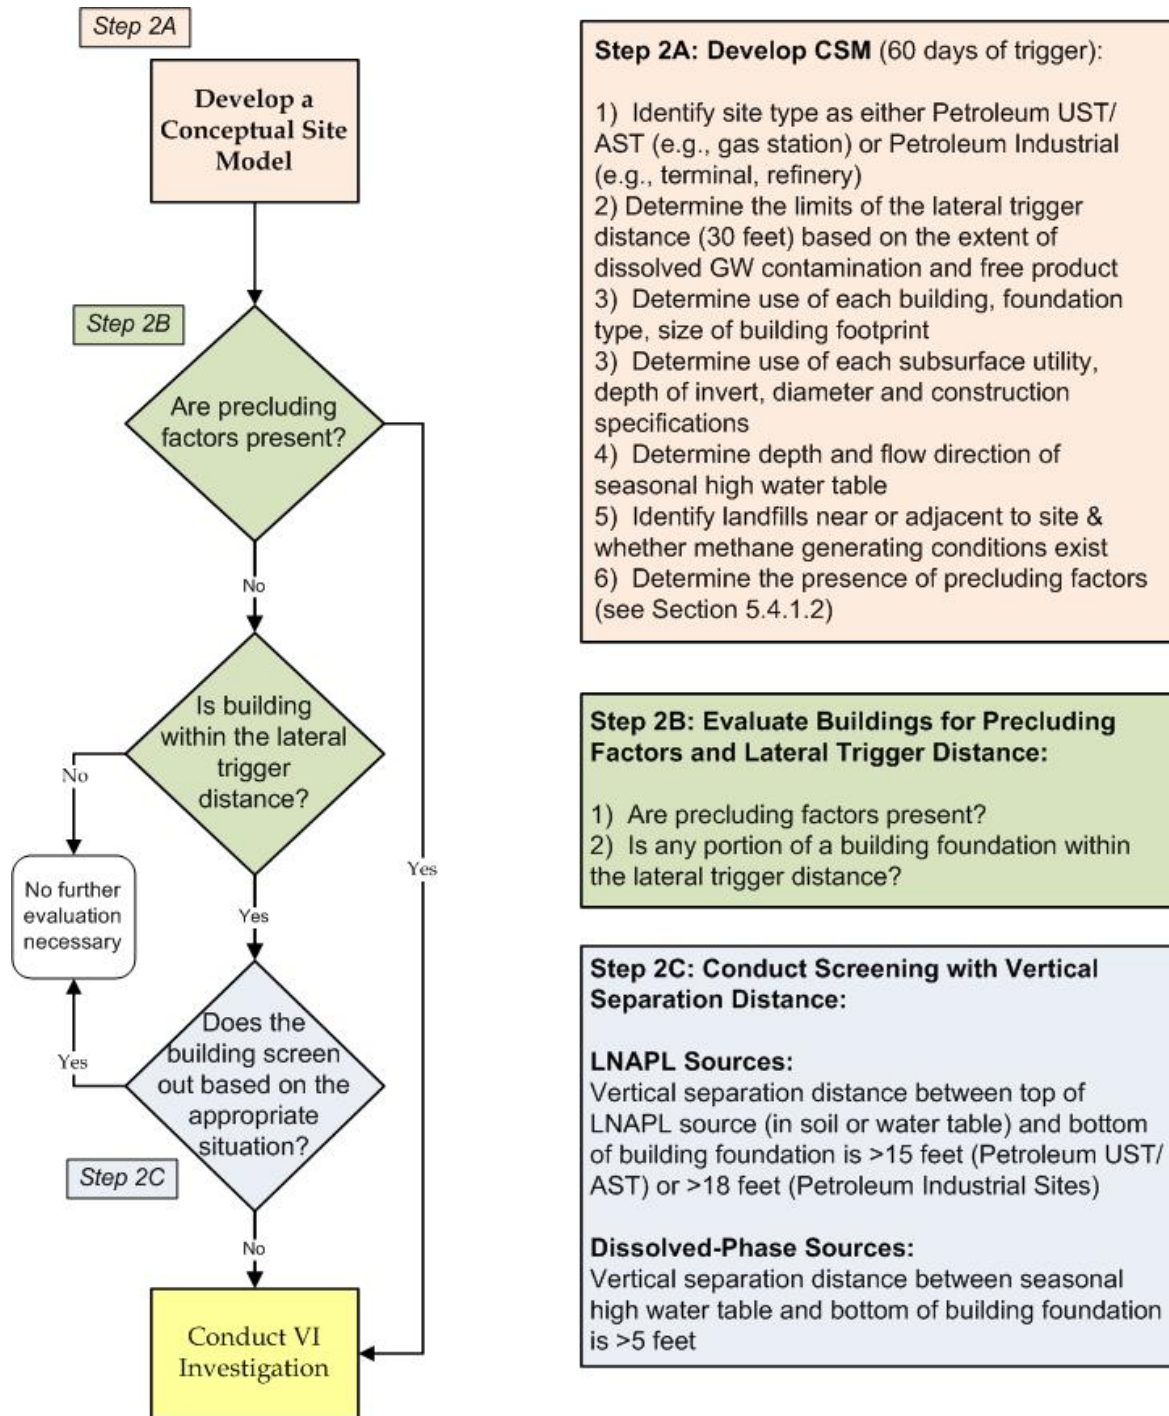 Step 2A
Develop a
Conceptual Site
Model
Step 2B
Are precluding
factors present?
No
Is building
within the lateral
trigger
distance?
No
Yes
No further
evaluation
necessary
Yes
Does the
building screen
out based on the
appropriate
situation?
Yes
Step 2C
No
Conduct VI
Investigation
Step 2A: Develop CSM (60 days of trigger):
1) Identify site type as either Petroleum UST/
AST (e.g., gas station) or Petroleum Industrial
(e.g., terminal, refinery)
2) Determine the limits of the lateral trigger
distance (30 feet) based on the extent of
dissolved GW contamination and free product
3) Determine use of each building, foundation
type, size of building footprint
3) Determine use of each subsurface utility,
depth of invert, diameter and construction
specifications
4) Determine depth and flow direction of
seasonal high water table
5) Identify landfills near or adjacent to site &
whether methane generating conditions exist
6) Determine the presence of precluding factors
(see Section 5.4.1.2)
Step 2B: Evaluate Buildings for Precluding
Factors and Lateral Trigger Distance:
1) Are precluding factors present?
2) Is any portion of a building foundation within
the lateral trigger distance?
Step 2C: Conduct Screening with Vertical
Separation Distance:
LNAPL Sources:
Vertical separation distance between top of
LNAPL source (in soil or water table) and bottom
of building foundation is >15 feet (Petroleum UST/
AST) or >18 feet (Petroleum Industrial Sites)
Dissolved-Phase Sources:
Vertical separation distance between seasonal
high water table and bottom of building foundation
is >5 feet